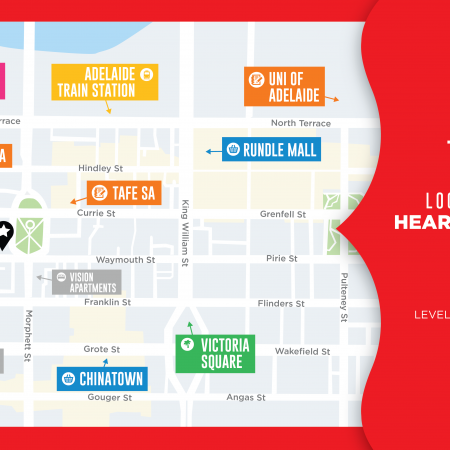 ADELAIDE
TRAIN STATION
UNI OF
ADELAIDE
North Terrace
RUNDLE MALL
Hindley St
TAFE SA
Currie St
Grenfell St
King William St
LOC
HEAR
Waymouth St
Pirie St
VISION
APARTMENTS
Franklin St
Flinders St
Pulteney St
Morphett St
LEVEL
VICTORIA
SQUARE
Grote St
Wakefield St
CHINATOWN
Gouger St
Angas St